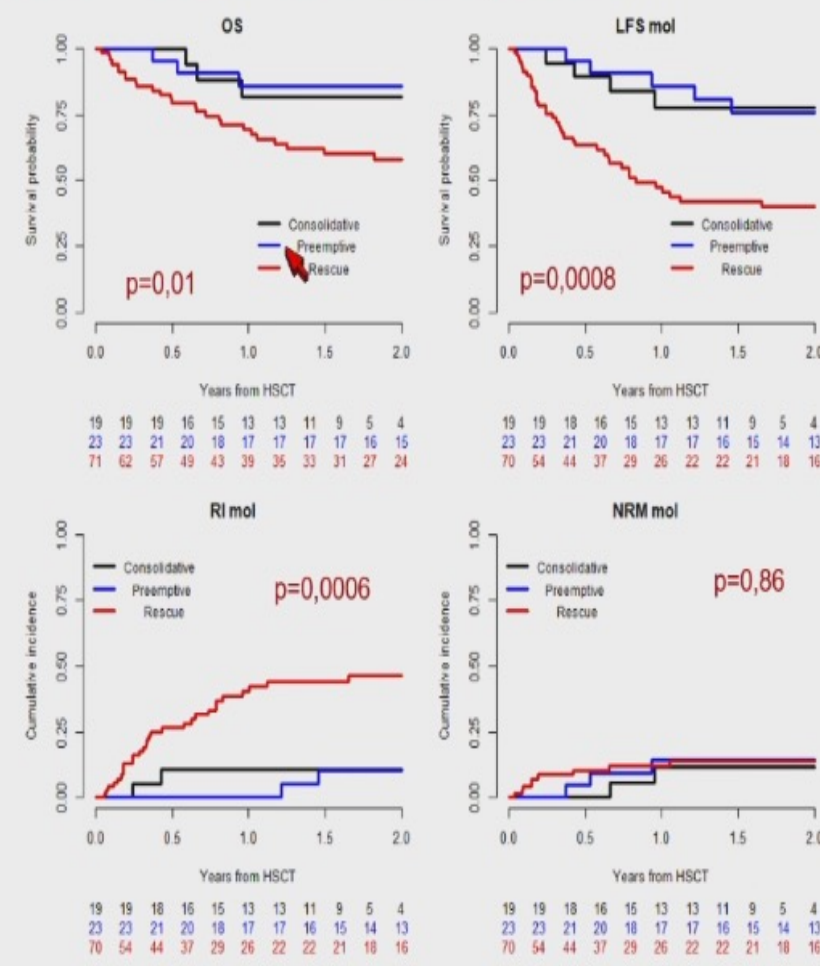 OS
1.00
0.75
0.50
0.25
0.00
Survival probability
Consolidative
Preemptive
Rescue
p=0,01
0.0 0.5 1.0 1.5 2.0
Years from HSCT
19 19 19 16 15 13 13 11 9 5 4
23 23 21 20 18 17 17 17 17 16 15
71 62 57 49 43 39 35 33 31 27 24
LFS mol
1.00
0.75
0.50
0.25
0.00
Survival probability
Consolidative
Preemptive
Rescue
p=0,0008
0.0 0.5 1.0 1.5 2.0
Years from HSCT
19 19 18 16 15 13 13 11 9 5 4
23 23 21 20 18 17 17 16 15 14 13
70 54 44 37 29 26 22 22 21 18 16
RI mol
1.00
0.75
0.50
0.25
0.00
Cumulative incidence
Consolidative
Preemptive
Rescue
p=0,0006
0.0 0.5 1.0 1.5 2.0
Years from HSCT
19 19 18 16 15 13 13 11 9 5 4
23 23 21 20 18 17 17 16 15 14 13
70 54 44 37 29 26 22 22 21 18 16
NRM mol
1.00
0.75
0.50
0.25
0.00
Cumulative incidence
Consolidative
Preemptive
Rescue
p=0,86
0.0 0.5 1.0 1.5 2.0
Years from HSCT
19 19 18 16 15 13 13 11 9 5 4
23 23 21 20 18 17 17 16 15 14 13
70 54 44 37 29 26 22 22 21 18 16